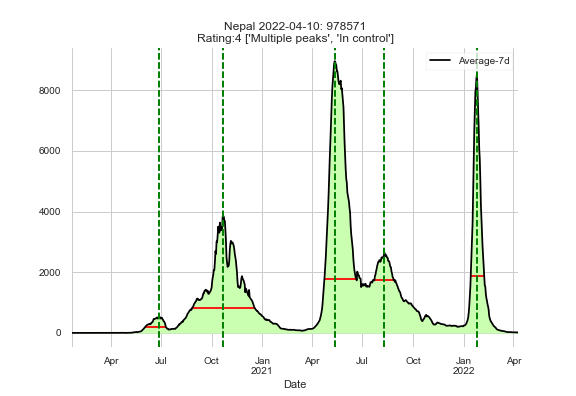 Nepal 2022-04-10: 978571
Rating:4 ['Multiple peaks', 'In control']
Average-7d
8000
6000
4000
2000
0
Apr Jul Oct Jan Apr Jul Oct Jan Apr
2021 2022
Date